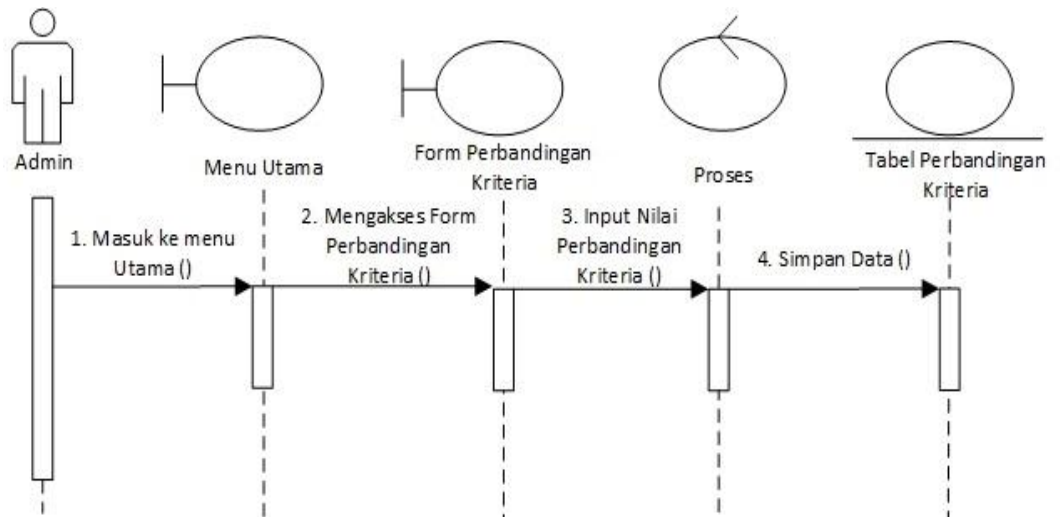 Admin
Menu Utama
Form Perbandingan
Kriteria
Proses
Tabel Perbandingan
Kriteria
1. Masuk ke menu
Utama ()
2. Mengakses Form
Perbandingan
Kriteria ()
3. Input Nilai
Perbandingan
Kriteria ()
4. Simpan Data ()